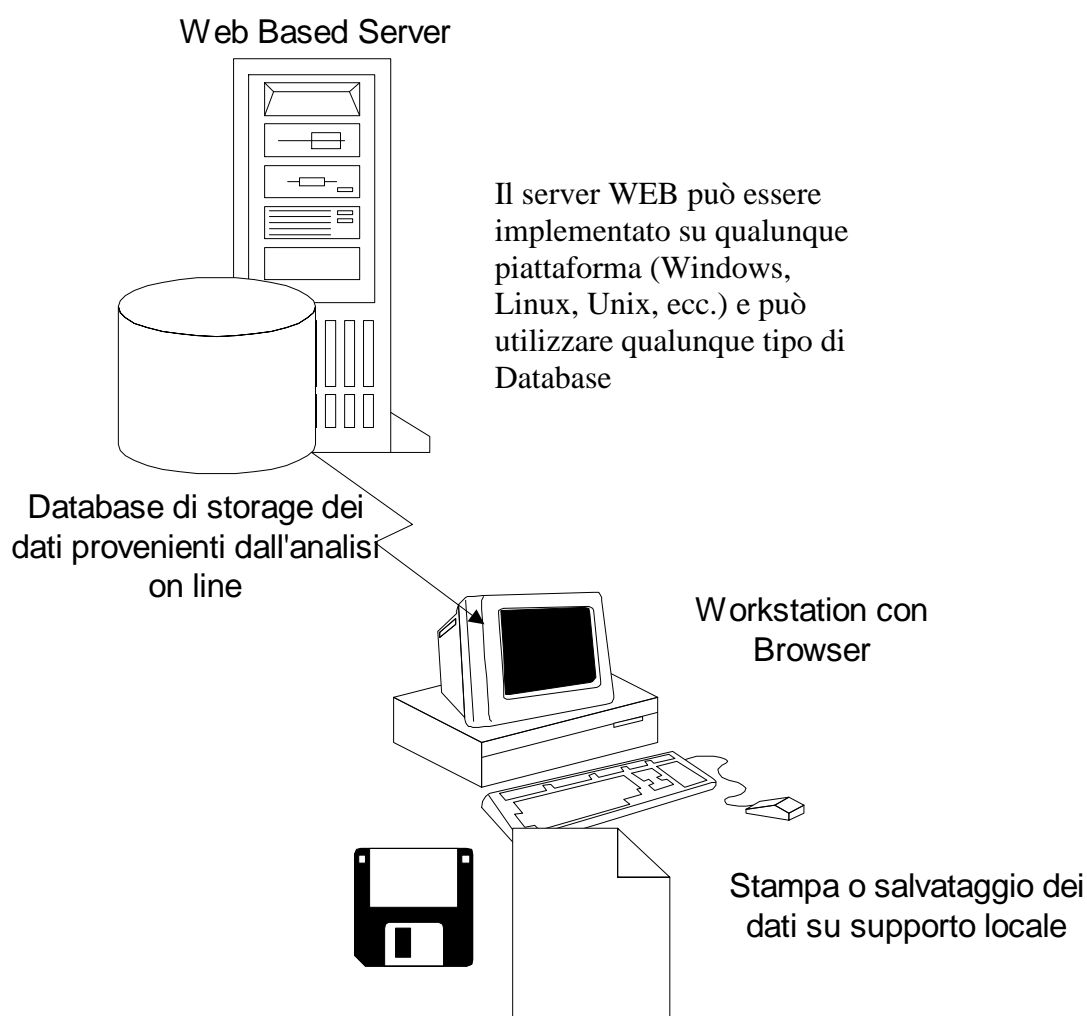 Web Based Server
Il server WEB può essere
implementato su qualunque
piattaforma (Windows,
Linux, Unix, ecc.) e può
utilizzare qualunque tipo di
Database
Database di storage dei
dati provenienti dall'analisi
on line
Workstation con
Browser
Stampa o salvataggio dei
dati su supporto locale